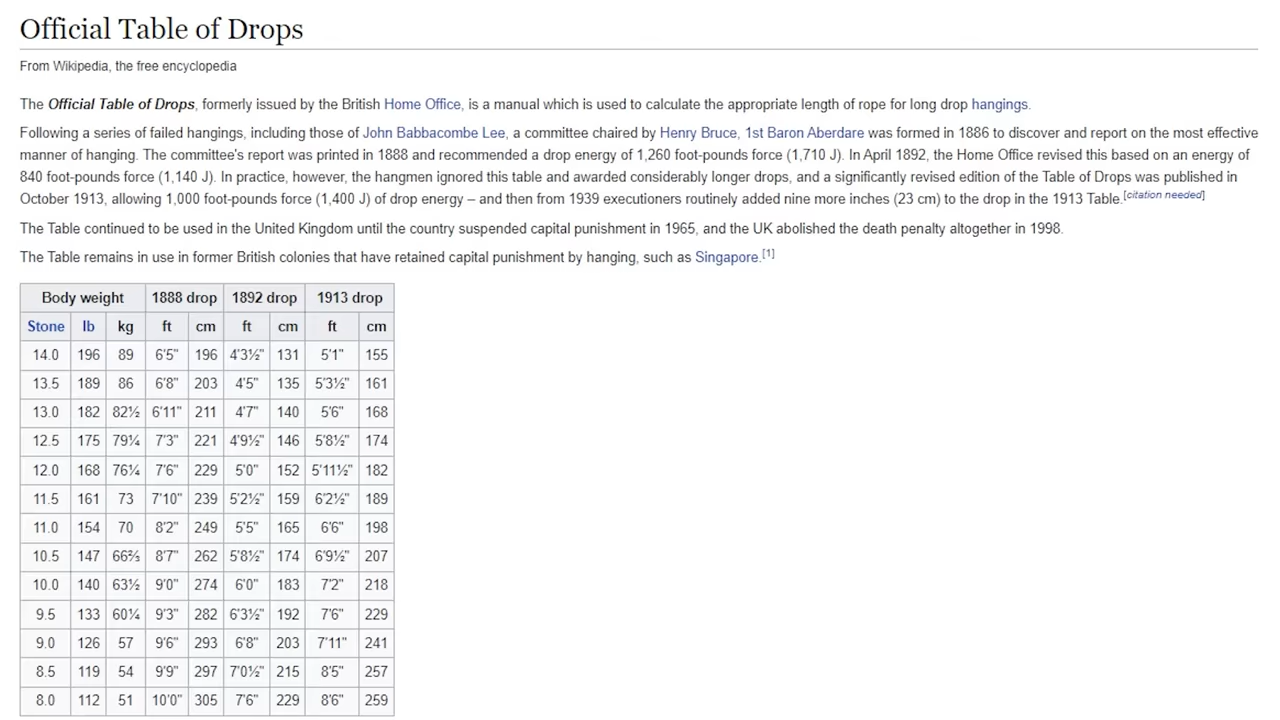 Official Table of Drops
From Wikipedia, the free encyclopedia
The Official Table of Drops, formerly issued by the British Home Office, is a manual which is used to calculate the appropriate length of rope for long drop hangings.
Following a series of failed hangings, including those of John Babbacombe Lee, a committee chaired by Henry Bruce, 1st Baron Aberdare was formed in 1886 to discover and report on the most effective
manner of hanging. The committee's report was printed in 1888 and recommended a drop energy of 1,260 foot-pounds force (1,710 J). In April 1892, the Home Office revised this based on an energy of
840 foot-pounds force (1,140 J). In practice, however, the hangmen ignored this table and awarded considerably longer drops, and a significantly revised edition of the Table of Drops was published in
October 1913, allowing 1,000 foot-pounds force (1,400 J) of drop energy – and then from 1939 executioners routinely added nine more inches (23 cm) to the drop in the 1913 Table.[citation needed]
The Table continued to be used in the United Kingdom until the country suspended capital punishment in 1965, and the UK abolished the death penalty altogether in 1998.
The Table remains in use in former British colonies that have retained capital punishment by hanging, such as Singapore.[1]
Body weight 1888 drop 1892 drop 1913 drop
Stone lb kg ft cm ft cm ft cm
14.0 196 89 6'5" 196 4'3½" 131 5'1" 155
13.5 189 86 6'8" 203 4'5" 135 5'3½" 161
13.0 182 82½ 6'11" 211 4'7" 140 5'6" 168
12.5 175 79¼ 7'3" 221 4'9½" 146 5'8½" 174
12.0 168 76¼ 7'6" 229 5'0" 152 5'11½" 182
11.5 161 73 7'10" 239 5'2½" 159 6'2½" 189
11.0 154 70 8'2" 249 5'5" 165 6'6" 198
10.5 147 66⅔ 8'7" 262 5'8½" 174 6'9½" 207
10.0 140 63½ 9'0" 274 6'0" 183 7'2" 218
9.5 133 60¼ 9'3" 282 6'3½" 192 7'6" 229
9.0 126 57 9'6" 293 6'8" 203 7'11" 241
8.5 119 54 9'9" 297 7'0½" 215 8'5" 257
8.0 112 51 10'0" 305 7'6" 229 8'6" 259